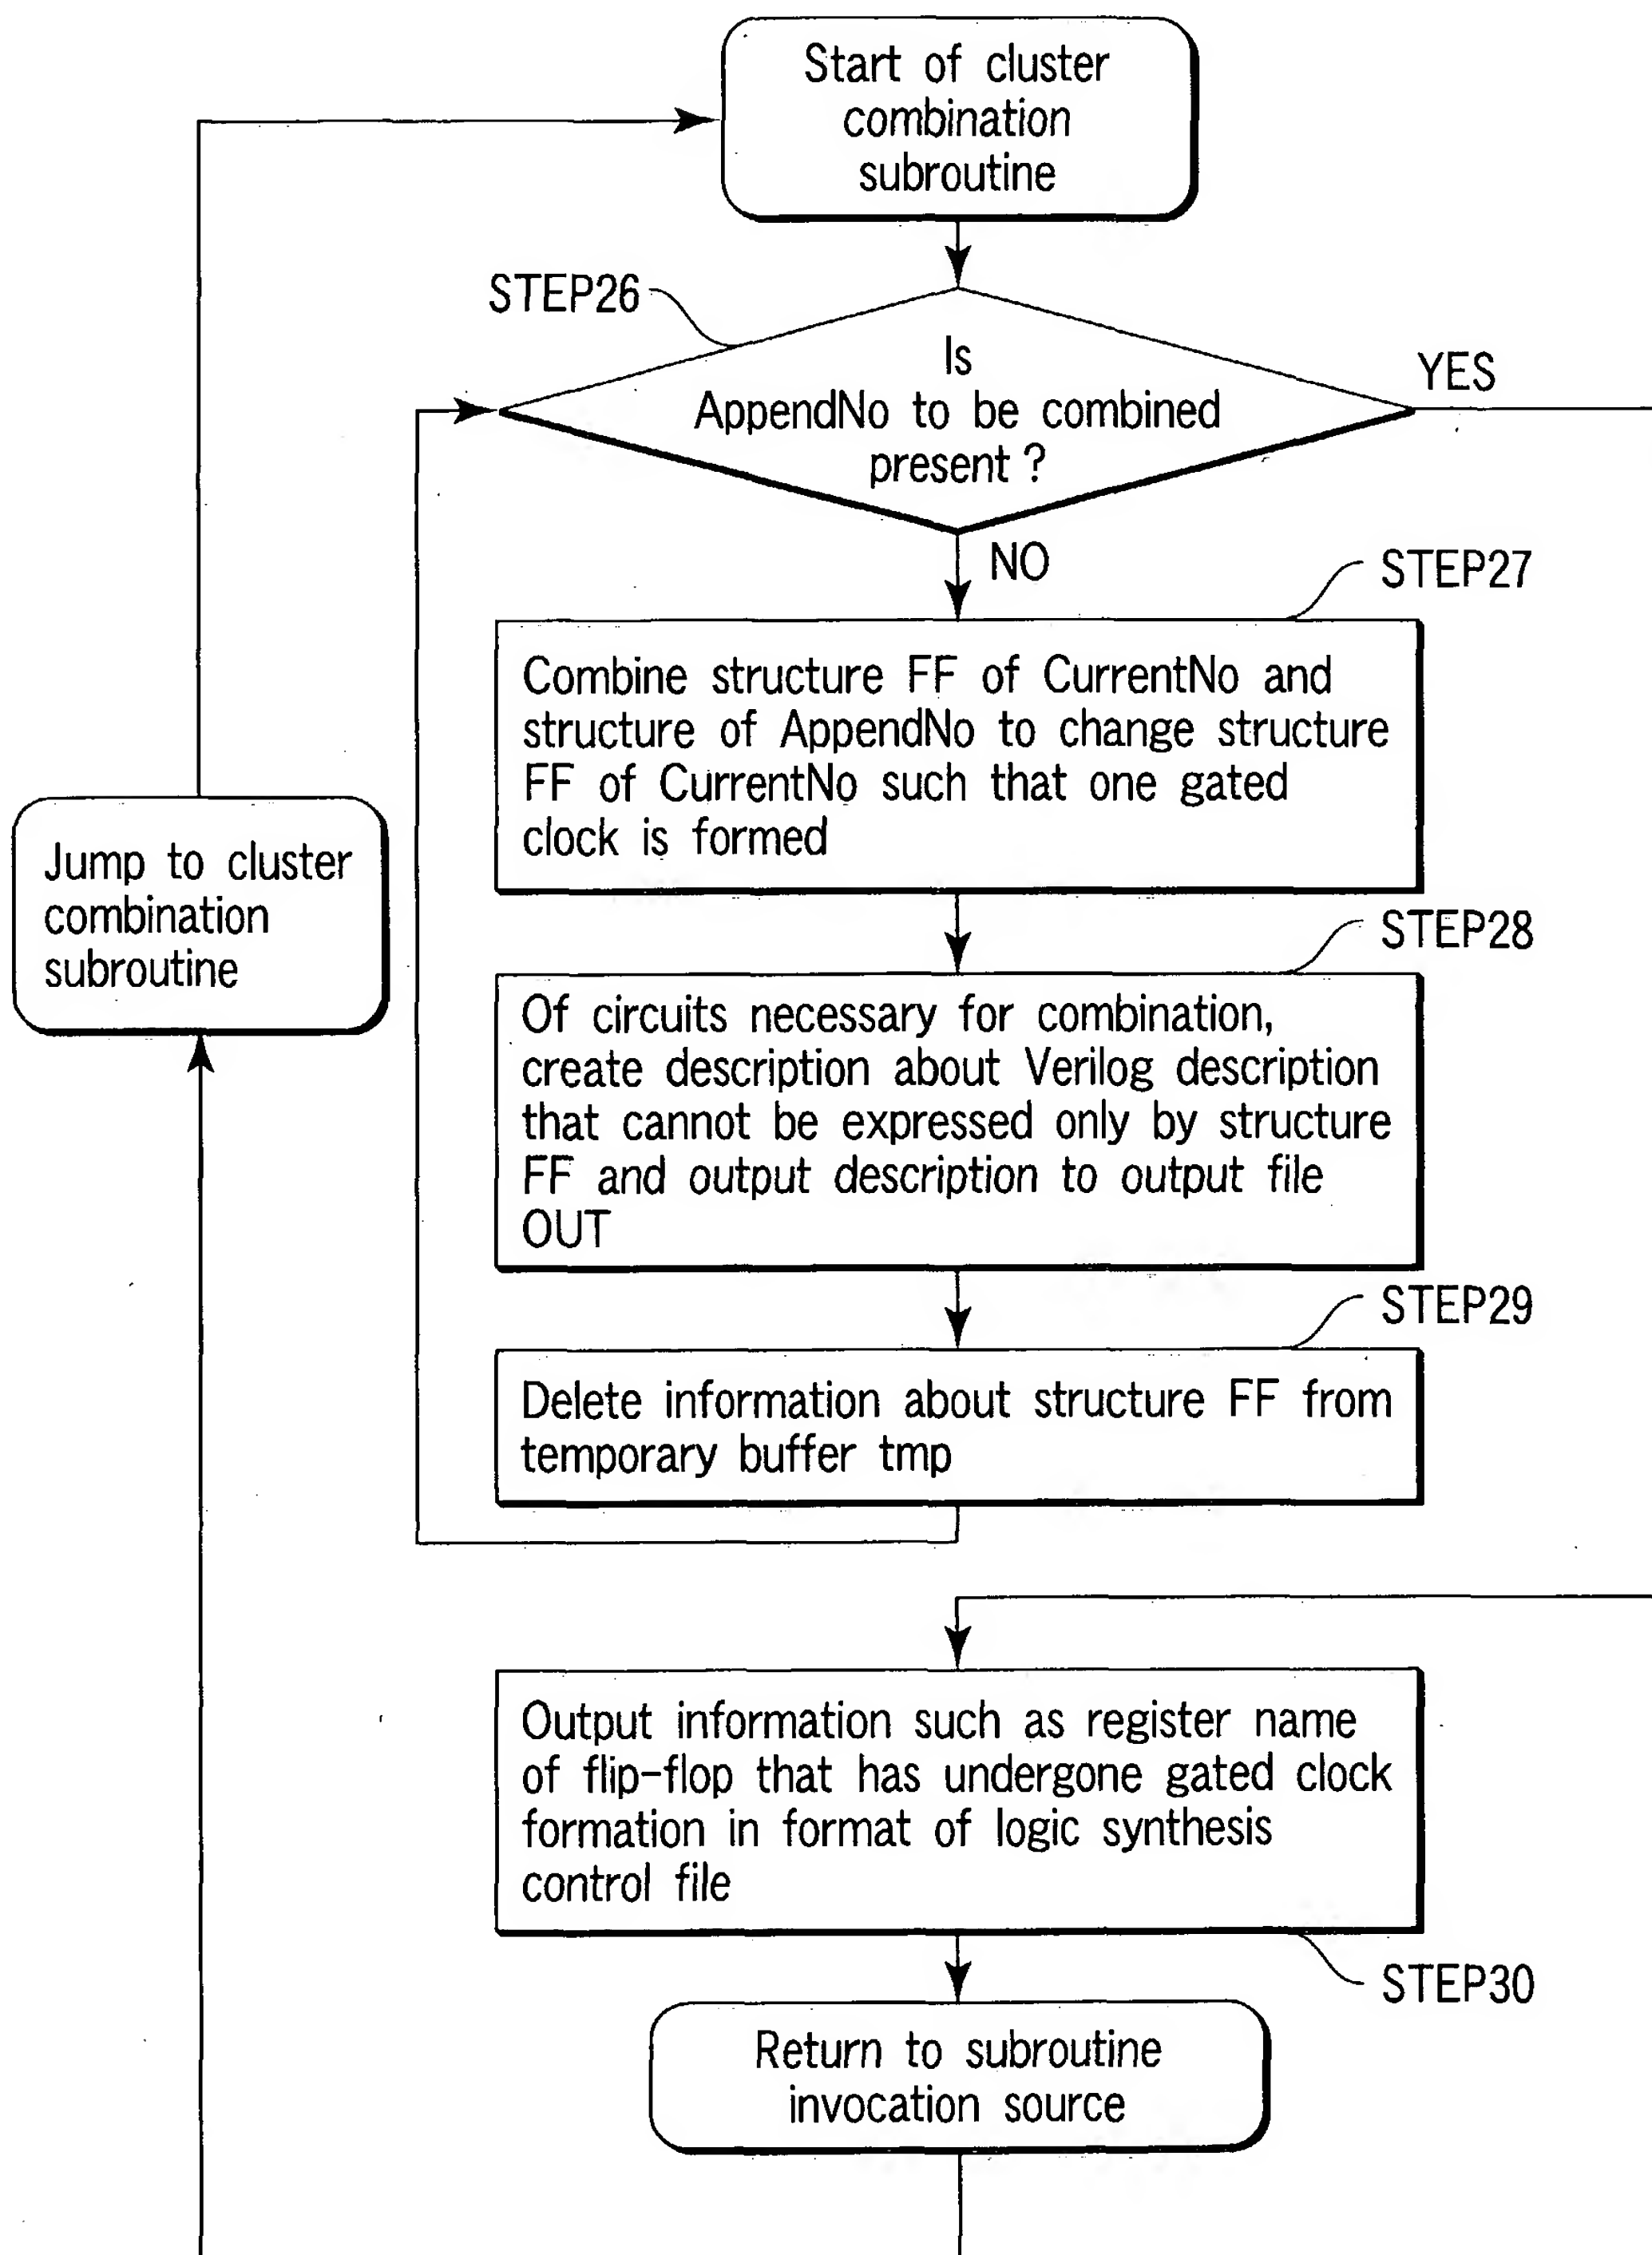 Start of cluster
combination
subroutine
STEP26
Is
AppendNo to be combined
present ?
YES
NO
STEP27
Combine structure FF of CurrentNo and
structure of AppendNo to change structure
FF of CurrentNo such that one gated
clock is formed
Jump to cluster
combination
subroutine
STEP28
Of circuits necessary for combination,
create description about Verilog description
that cannot be expressed only by structure
FF and output description to output file
OUT
STEP29
Delete information about structure FF from
temporary buffer tmp
Output information such as register name
of flip-flop that has undergone gated clock
formation in format of logic synthesis
control file
STEP30
Return to subroutine
invocation source